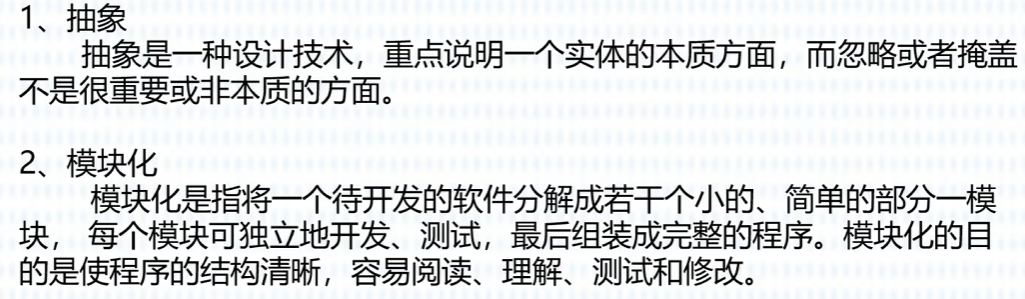 1、抽象
抽象是一种设计技术，重点说明一个实体的本质方面，而忽略或者掩盖
不是很重要或非本质的方面。
2、模块化
模块化是指将一个待开发的软件分解成若干个小的、简单的部分一模
块， 每个模块可独立地开发、测试，最后组装成完整的程序。模块化的目
的是使程序的结构清晰，容易阅读、理解、测试和修改。